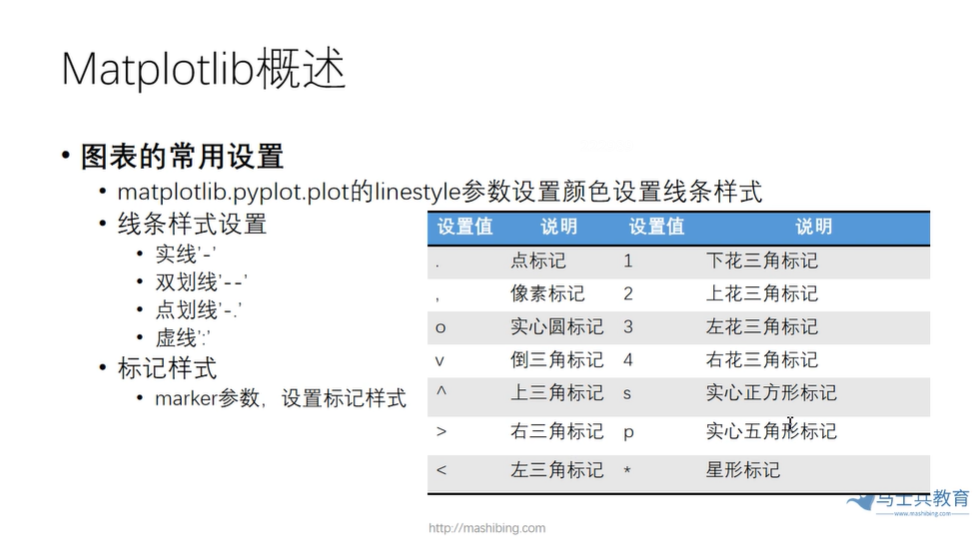 Matplotlib概述
• 图表的常用设置
• matplotlib.pyplot.plot的linestyle参数设置颜色设置线条样式
• 线条样式设置
• 实线'-'
• 双划线'--'
• 点划线'-.'
• 虚线':'
• 标记样式
• marker参数，设置标记样式
设置值 说明 设置值 说明
. 点标记 1 下花三角标记
, 像素标记 2 上花三角标记
o 实心圆标记 3 左花三角标记
v 倒三角标记 4 右花三角标记
^ 上三角标记 s 实心正方形标记
> 右三角标记 p 实心五角形标记
< 左三角标记 * 星形标记
马士兵教育
www.mashibing.com
http://mashibing.com